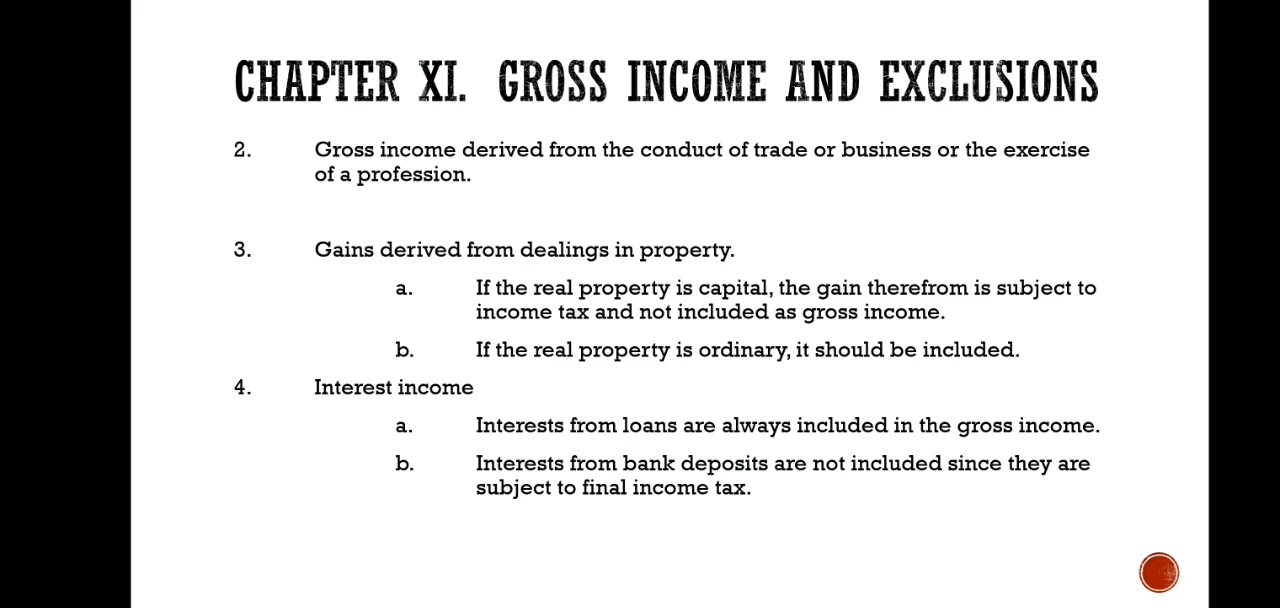 CHAPTER XI. GROSS INCOME AND EXCLUSIONS
2. Gross income derived from the conduct of trade or business or the exercise
of a profession.
3. Gains derived from dealings in property.
a. If the real property is capital, the gain therefrom is subject to
income tax and not included as gross income.
b. If the real property is ordinary, it should be included.
4. Interest income
a. Interests from loans are always included in the gross income.
b. Interests from bank deposits are not included since they are
subject to final income tax.